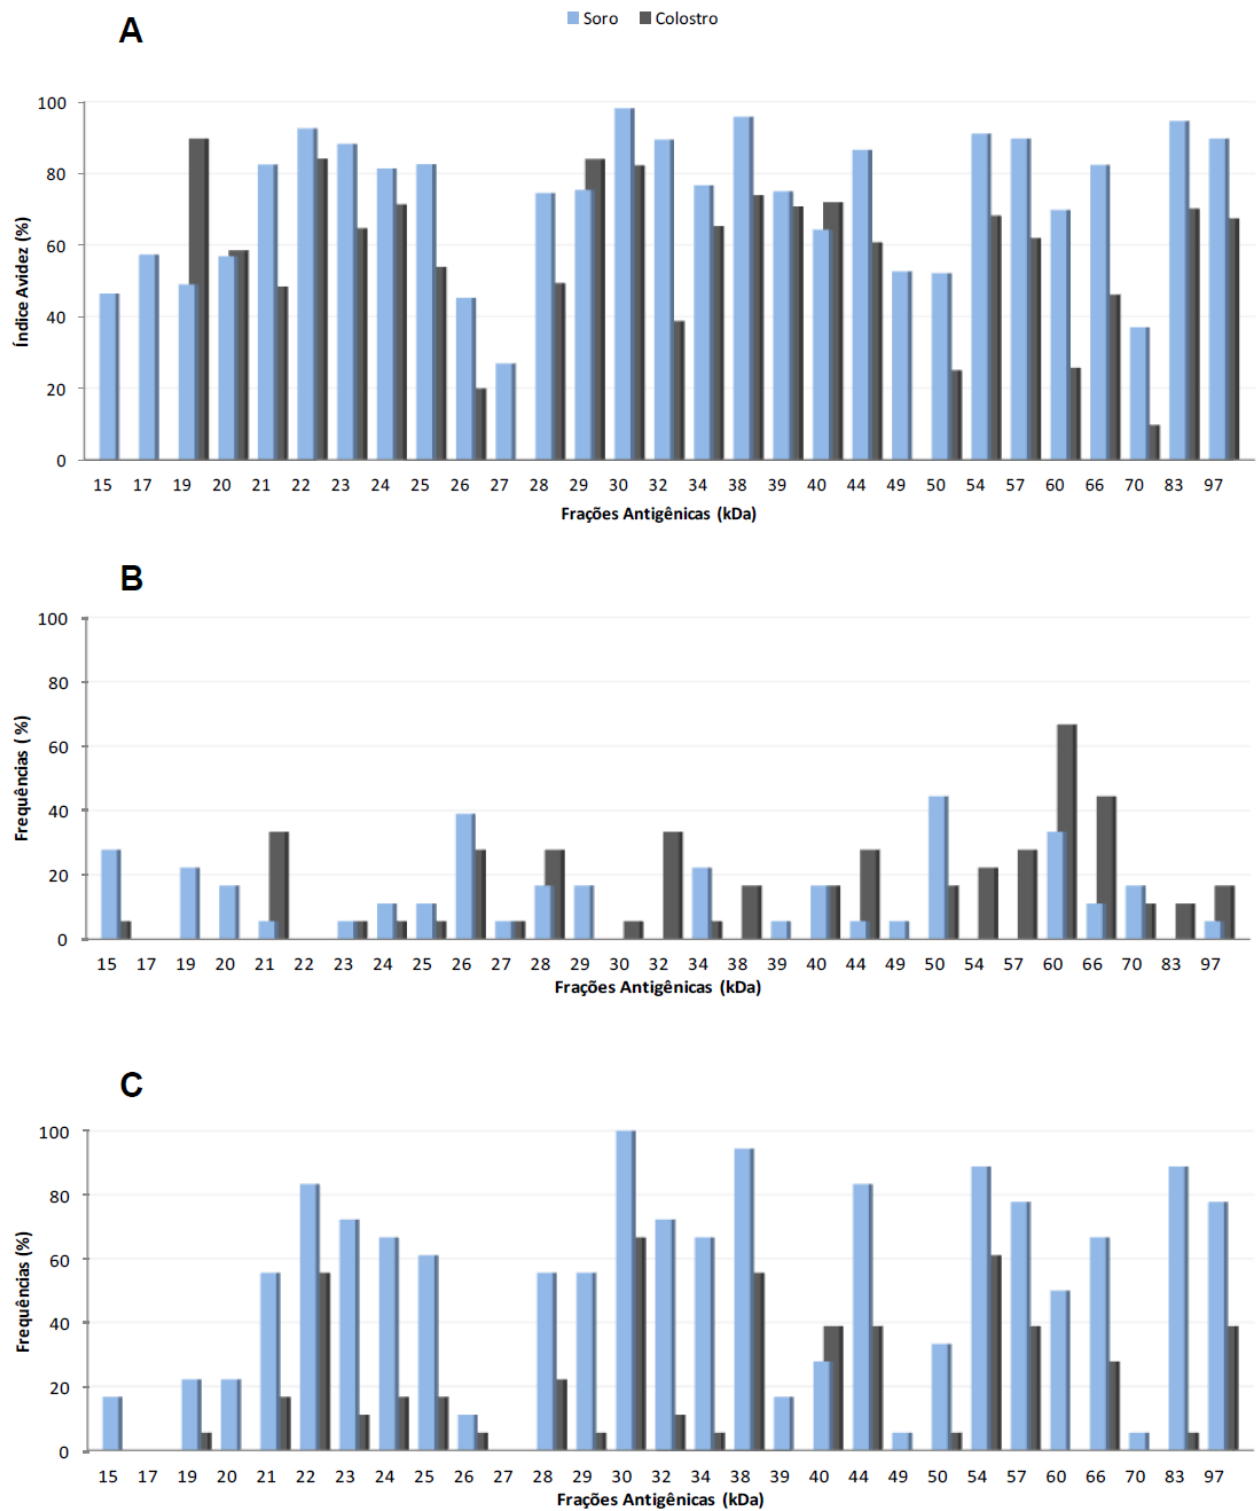 Soro Colostro
A
100
80
60
40
20
0
Índice Avidez (%)
15 17 19 20 21 22 23 24 25 26 27 28 29 30 32 34 38 39 40 44 49 50 54 57 60 66 70 83 97
Frações Antigênicas (kDa)
B
100
80
60
40
20
0
Frequências ( %)
15 17 19 20 21 22 23 24 25 26 27 28 29 30 32 34 38 39 40 44 49 50 54 57 60 66 70 83 97
Frações Antigênicas (kDa)
C
100
80
60
40
20
0
Frequências (%)
15 17 19 20 21 22 23 24 25 26 27 28 29 30 32 34 38 39 40 44 49 50 54 57 60 66 70 83 97
Frações Antigênicas (kDa)